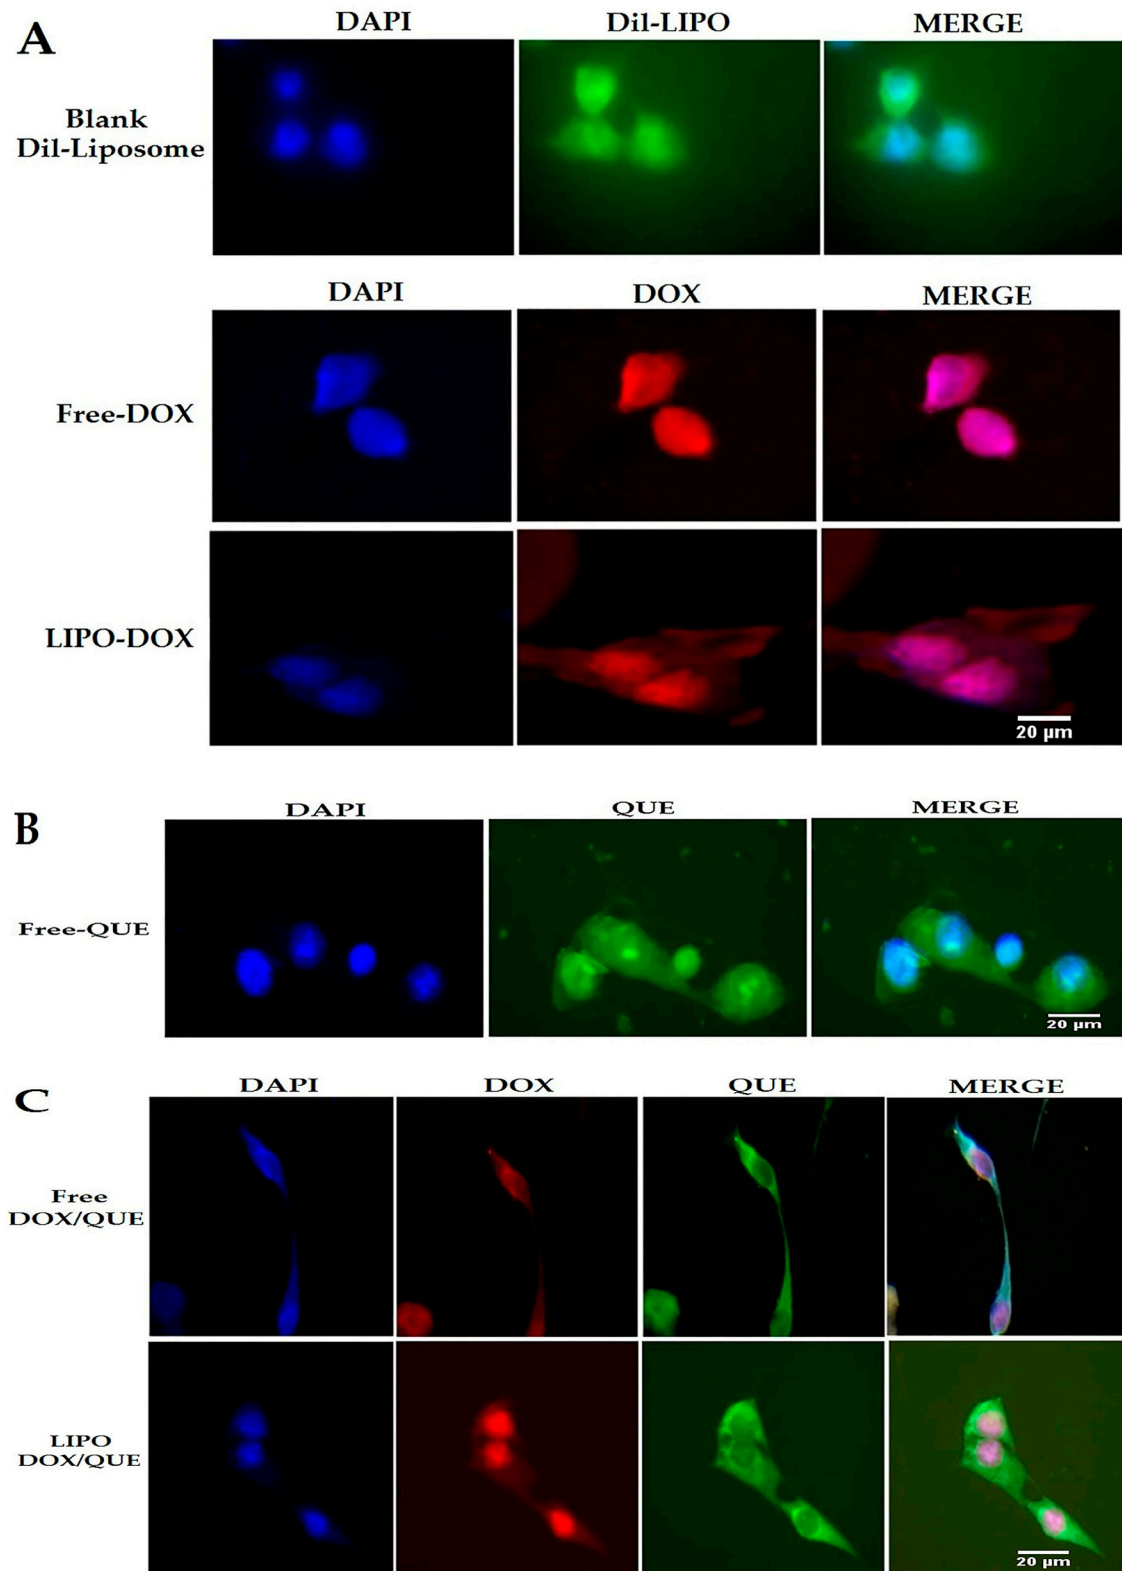 A
DAPI
Dil-LIPO
MERGE
Blank
Dil-Liposome
DAPI
DOX
MERGE
Free-DOX
LIPO-DOX
20 µm
B
DAPI
QUE
MERGE
Free-QUE
20 µm
C
DAPI
DOX
QUE
MERGE
Free
DOX/QUE
LIPO
DOX/QUE
20 µm